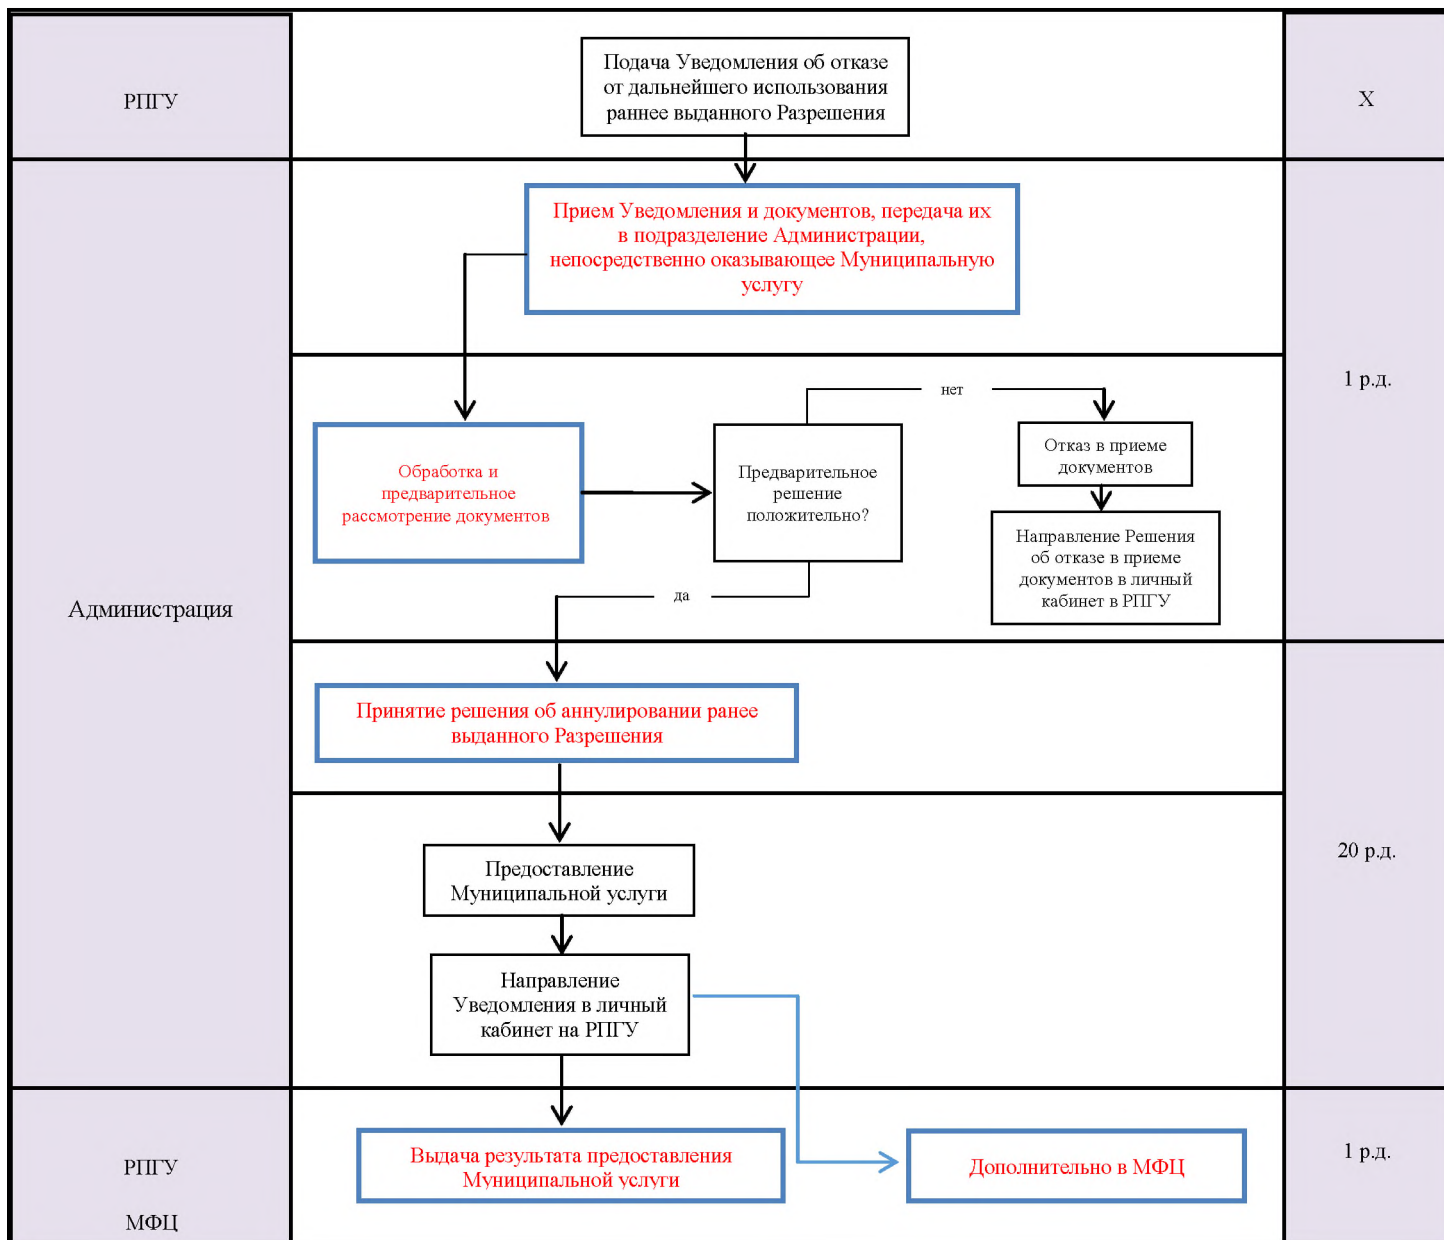 РПГУ
Подача Уведомления об отказе
от дальнейшего использования
раннее выданного Разрешения
X
Прием Уведомления и документов, передача их
в подразделение Администрации,
непосредственно оказывающее Муниципальную
услугу
1 р.д.
нет
Обработка и
предварительное
рассмотрение документов
Предварительное
решение
положительно?
Отказ в приеме
документов
Направление Решения
об отказе в приеме
документов в личный
кабинет в РПГУ
да
Администрация
Принятие решения об аннулировании ранее
выданного Разрешения
20 р.д.
Предоставление
Муниципальной услуги
Направление
Уведомления в личный
кабинет на РПГУ
РПГУ
МФЦ
Выдача результата предоставления
Муниципальной услуги
Дополнительно в МФЦ
1 р.д.